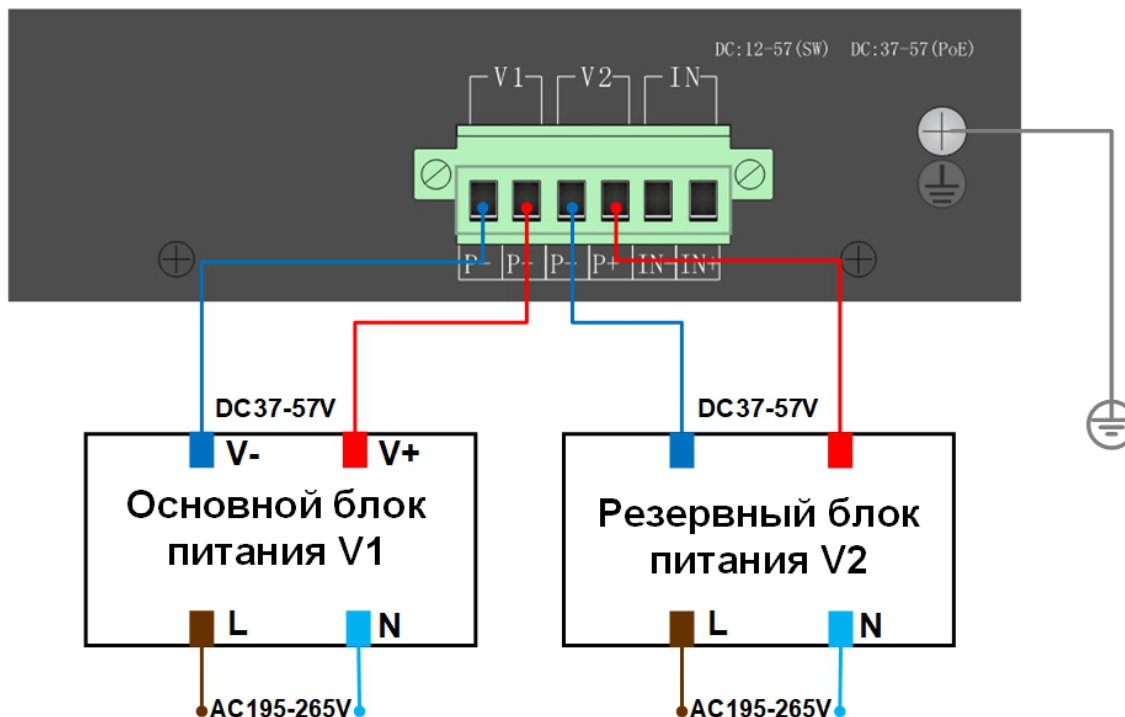 DC:12-57(SW) DC:37-57(PoE)
V1 V2 IN
P- P+ P- P+ IN- IN+
DC37-57V DC37-57V
V- V+
Основной блок
питания V1
Резервный блок
питания V2
L N L N
AC195-265V AC195-265V